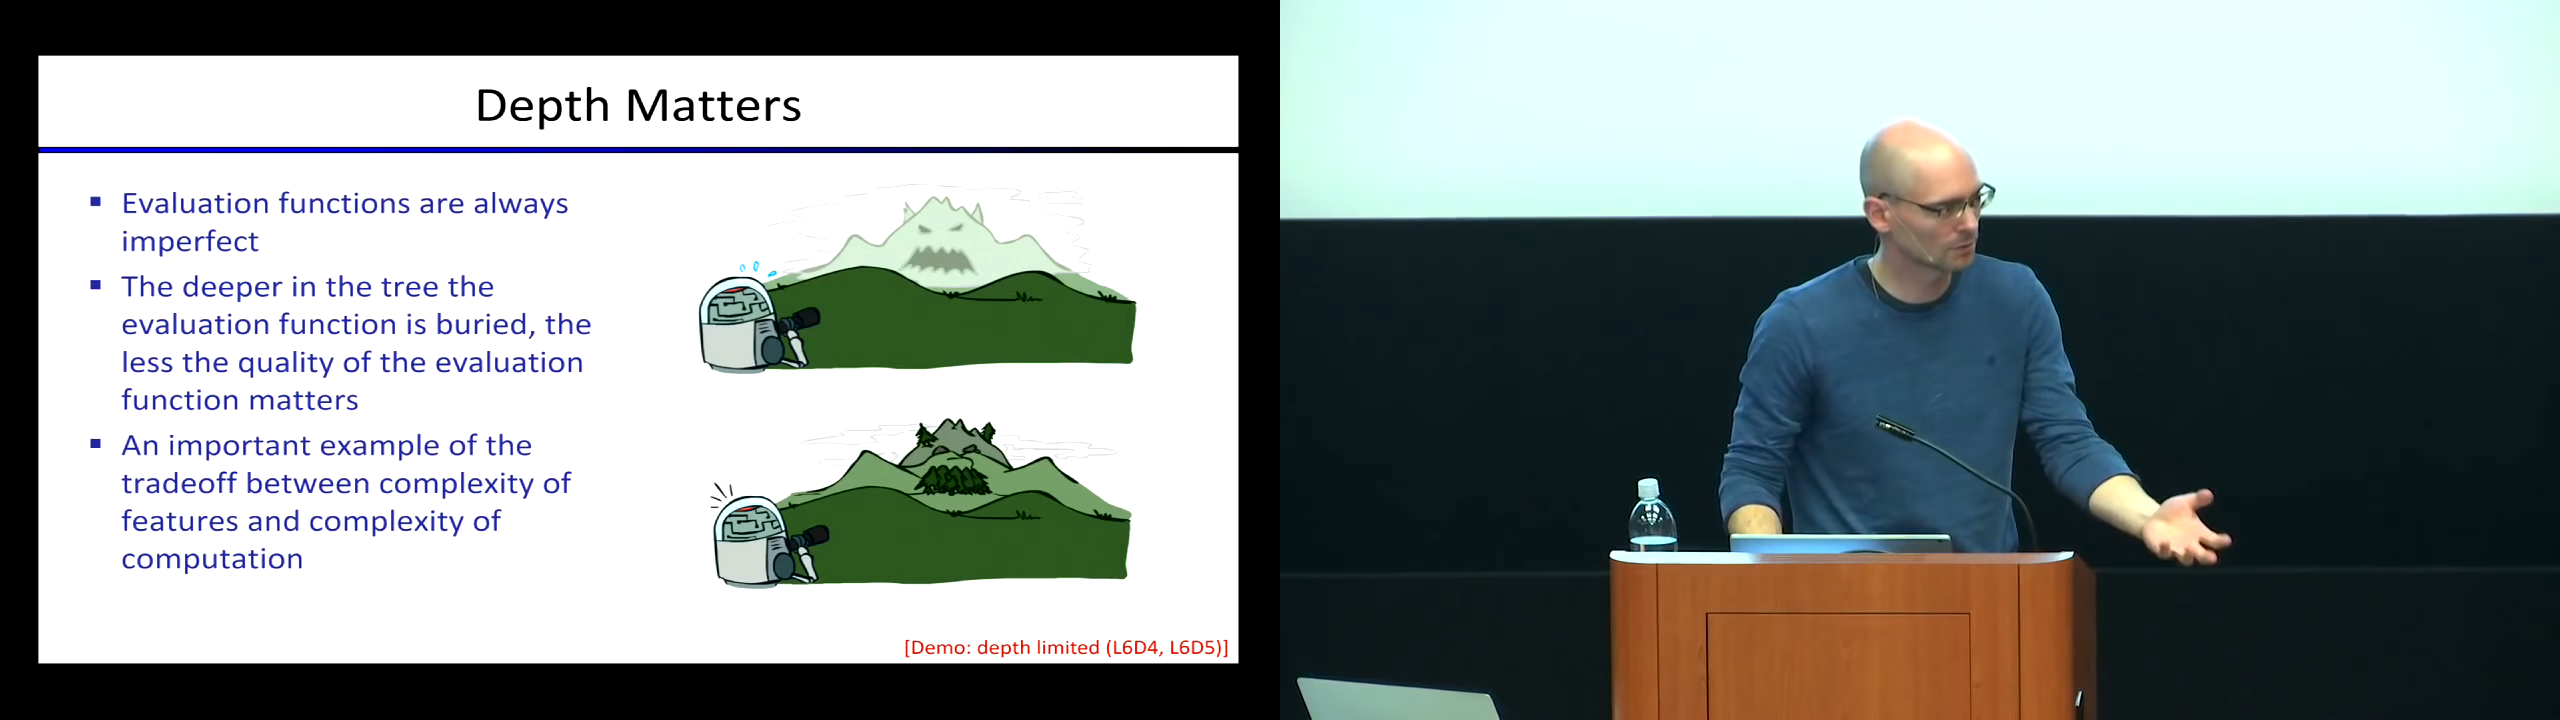 Depth Matters
▪ Evaluation functions are always
imperfect
▪ The deeper in the tree the
evaluation function is buried, the
less the quality of the evaluation
function matters
▪ An important example of the
tradeoff between complexity of
features and complexity of
computation
[Demo: depth limited (L6D4, L6D5)]